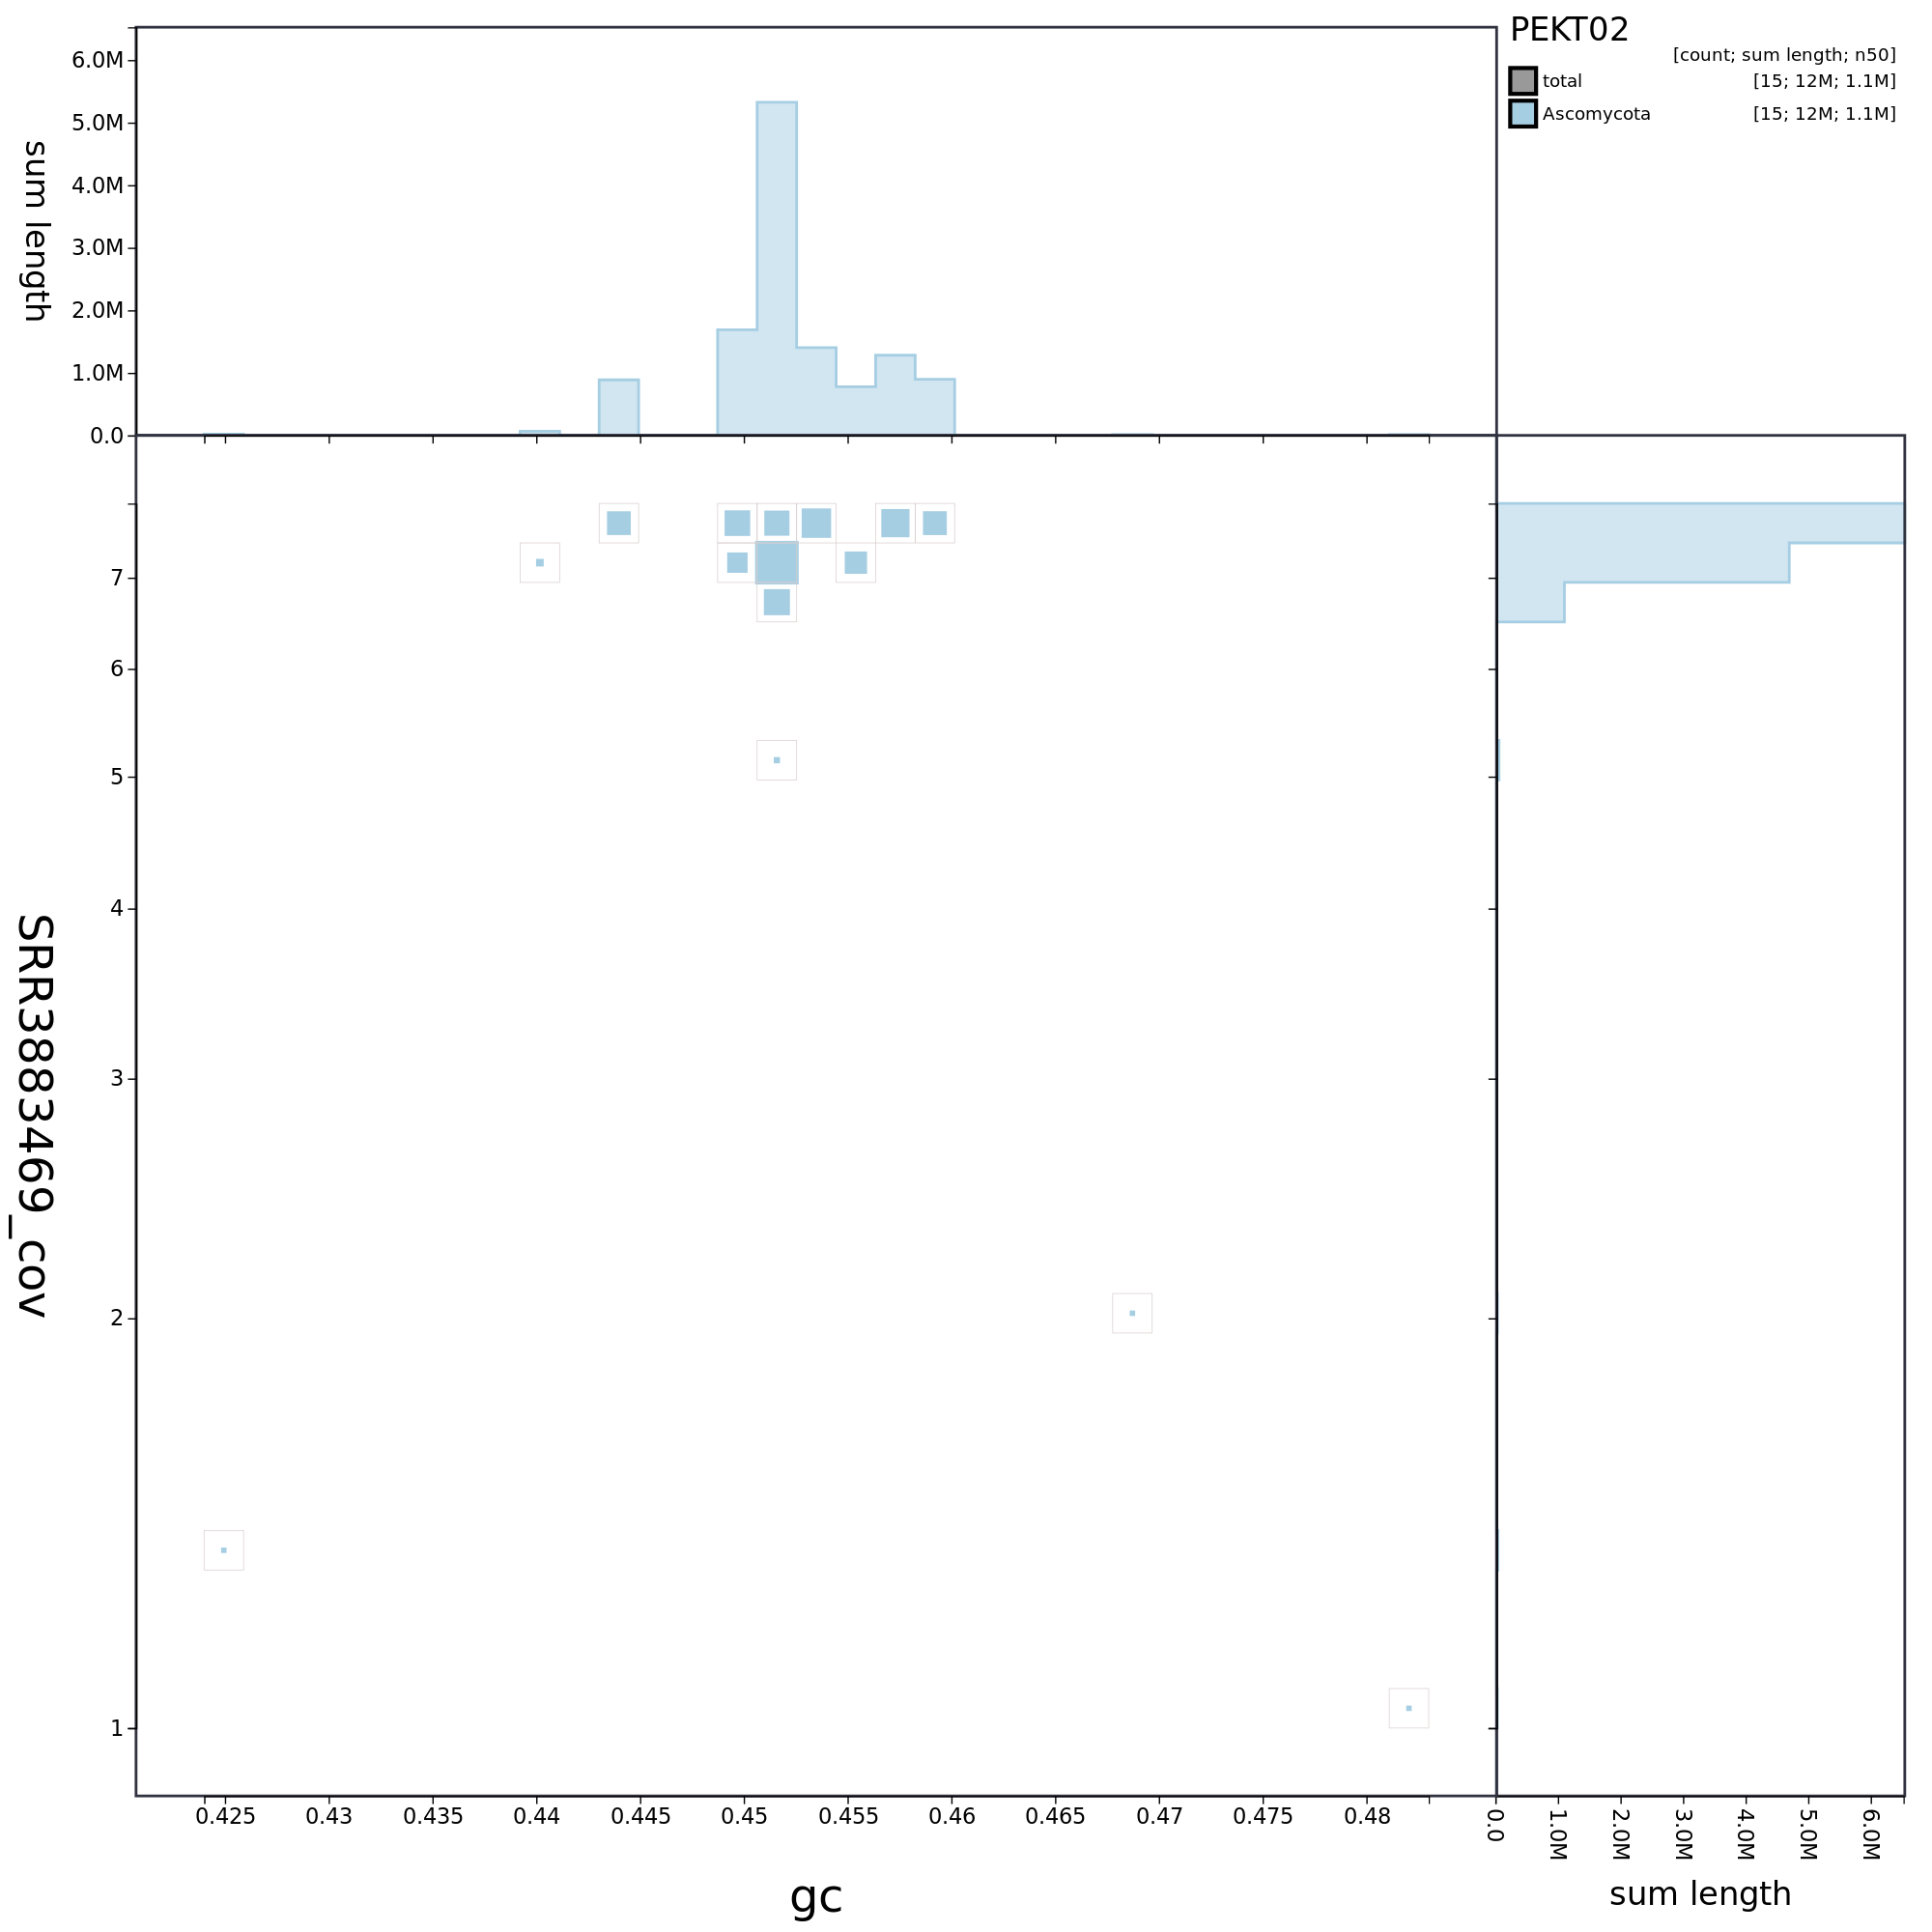 PEKT02
[count; sum length; n50]
total [15; 12M; 1.1M]
Ascomycota [15; 12M; 1.1M]
sum length
6.0M
5.0M
4.0M
3.0M
2.0M
1.0M
0.0
SRR3883469_cov
7
6
5
4
3
2
1
0.425 0.43 0.435 0.44 0.445 0.45 0.455 0.46 0.465 0.47 0.475 0.48
gc
0.0 1.0M 2.0M 3.0M 4.0M 5.0M 6.0M
sum length